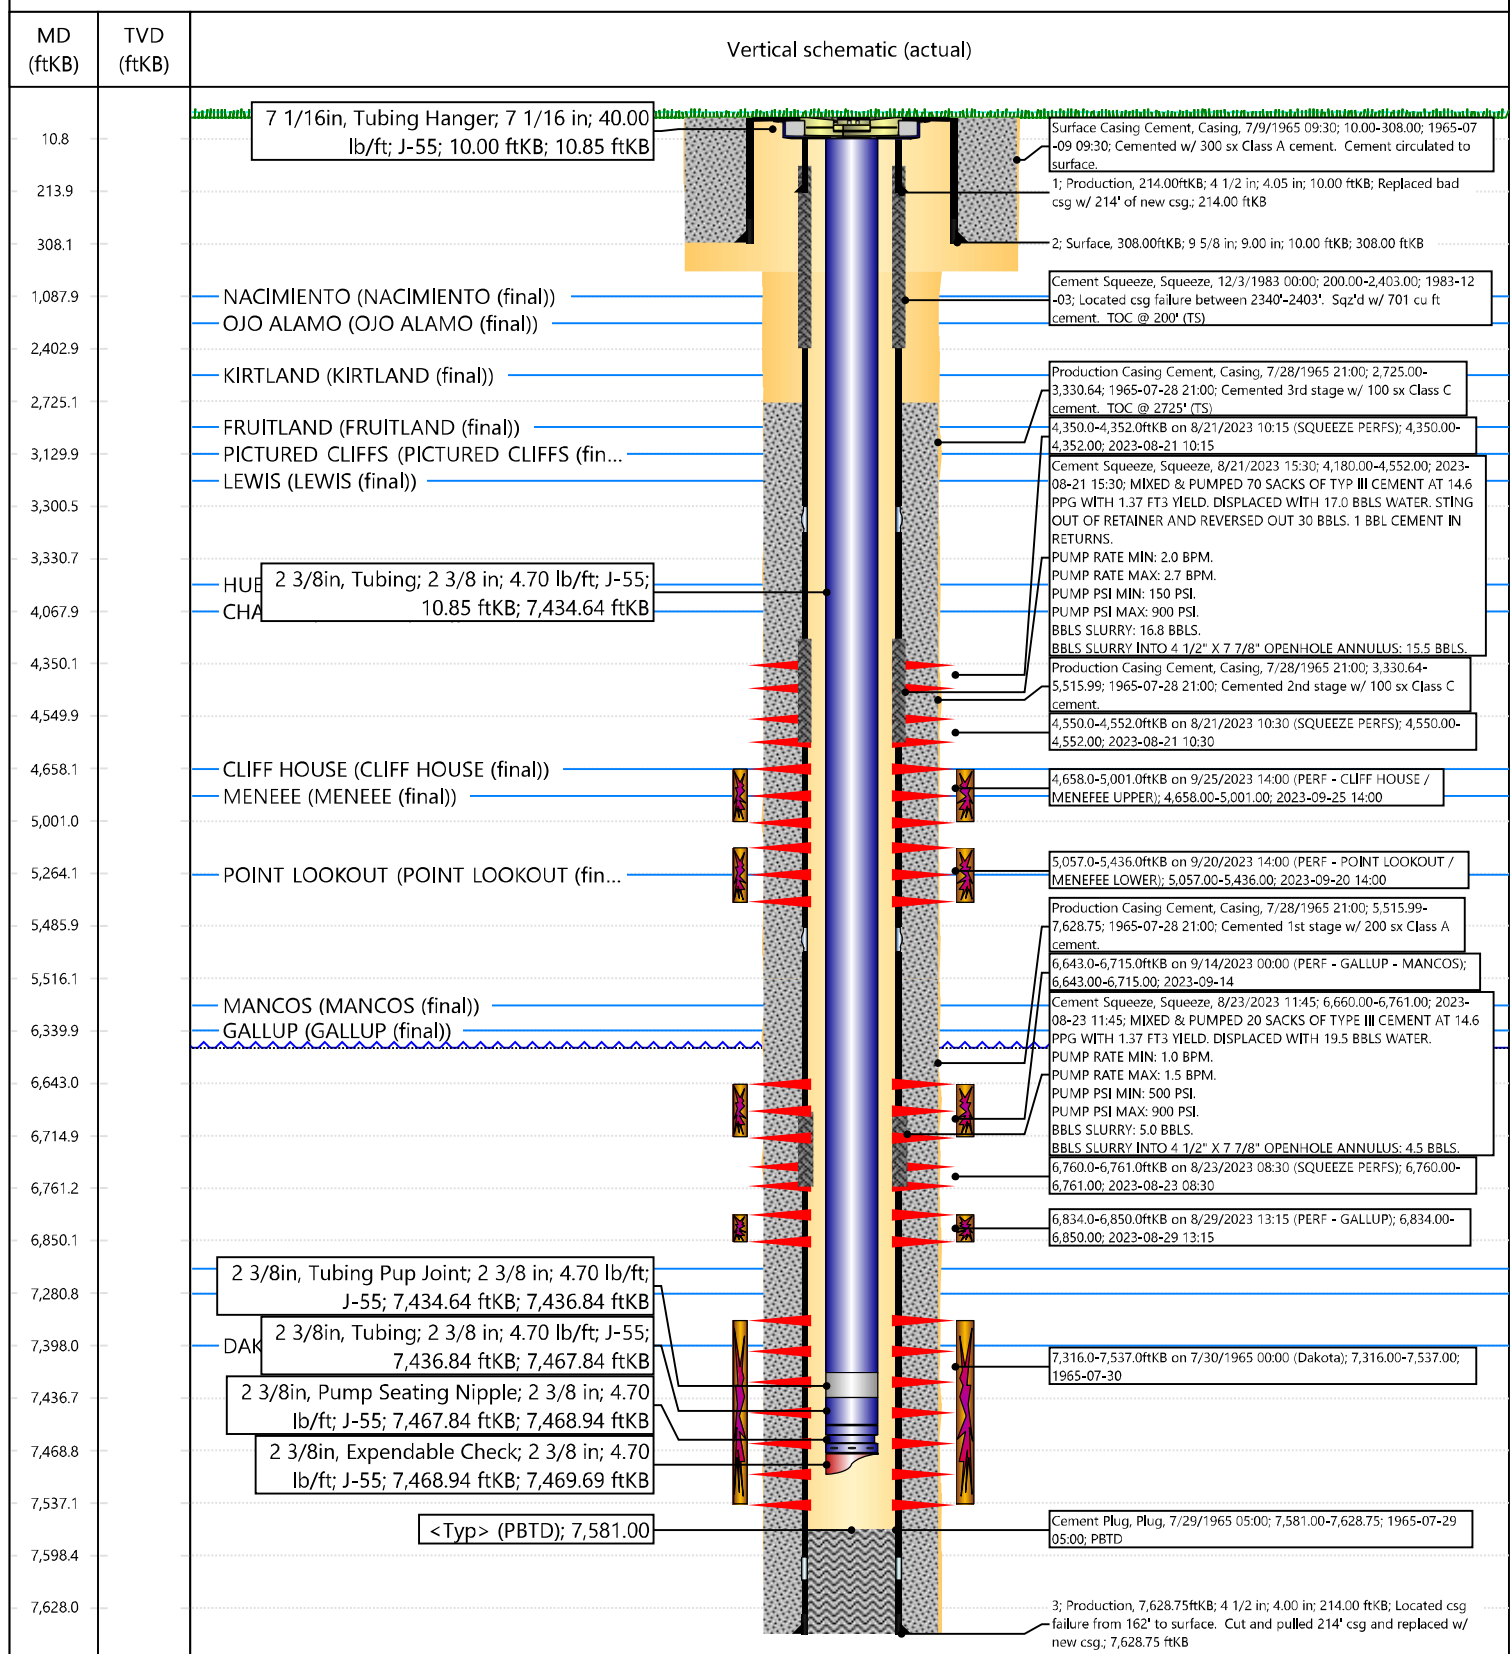 MD
(ftKB)
TVD
(ftKB)
Vertical schematic (actual)
10.8
213.9
308.1
1,087.9
2,402.9
2,725.1
3,129.9
3,300.5
3,330.7
4,067.9
4,350.1
4,549.9
4,658.1
5,001.0
5,264.1
5,485.9
5,516.1
6,339.9
6,643.0
6,714.9
6,761.2
6,850.1
7,280.8
7,398.0
7,436.7
7,468.8
7,537.1
7,598.4
7,628.0
7 1/16in, Tubing Hanger; 7 1/16 in; 40.00
lb/ft; J-55; 10.00 ftKB; 10.85 ftKB
NACIMIENTO (NACIMIENTO (final))
OJO ALAMO (OJO ALAMO (final))
KIRTLAND (KIRTLAND (final))
FRUITLAND (FRUITLAND (final))
PICTURED CLIFFS (PICTURED CLIFFS (fin...
LEWIS (LEWIS (final))
HUE
2 3/8in, Tubing; 2 3/8 in; 4.70 lb/ft; J-55;
10.85 ftKB; 7,434.64 ftKB
CHA
CLIFF HOUSE (CLIFF HOUSE (final))
MENEEE (MENEEE (final))
POINT LOOKOUT (POINT LOOKOUT (fin...
MANCOS (MANCOS (final))
GALLUP (GALLUP (final))
2 3/8in, Tubing Pup Joint; 2 3/8 in; 4.70 lb/ft;
J-55; 7,434.64 ftKB; 7,436.84 ftKB
DAK
2 3/8in, Tubing; 2 3/8 in; 4.70 lb/ft; J-55;
7,436.84 ftKB; 7,467.84 ftKB
2 3/8in, Pump Seating Nipple; 2 3/8 in; 4.70
lb/ft; J-55; 7,467.84 ftKB; 7,468.94 ftKB
2 3/8in, Expendable Check; 2 3/8 in; 4.70
lb/ft; J-55; 7,468.94 ftKB; 7,469.69 ftKB
<Typ> (PBTD); 7,581.00
Surface Casing Cement, Casing, 7/9/1965 09:30; 10.00-308.00; 1965-07
-09 09:30; Cemented w/ 300 sx Class A cement.  Cement circulated to
surface.
1; Production, 214.00ftKB; 4 1/2 in; 4.05 in; 10.00 ftKB; Replaced bad
csg w/ 214' of new csg.; 214.00 ftKB
2; Surface, 308.00ftKB; 9 5/8 in; 9.00 in; 10.00 ftKB; 308.00 ftKB
Cement Squeeze, Squeeze, 12/3/1983 00:00; 200.00-2,403.00; 1983-12
-03; Located csg failure between 2340'-2403'.  Sqz'd w/ 701 cu ft
cement.  TOC @ 200' (TS)
Production Casing Cement, Casing, 7/28/1965 21:00; 2,725.00-
3,330.64; 1965-07-28 21:00; Cemented 3rd stage w/ 100 sx Class C
cement.  TOC @ 2725' (TS)
4,350.0-4,352.0ftKB on 8/21/2023 10:15 (SQUEEZE PERFS); 4,350.00-
4,352.00; 2023-08-21 10:15
Cement Squeeze, Squeeze, 8/21/2023 15:30; 4,180.00-4,552.00; 2023-
08-21 15:30; MIXED & PUMPED 70 SACKS OF TYP III CEMENT AT 14.6
PPG WITH 1.37 FT3 YIELD. DISPLACED WITH 17.0 BBLS WATER. STING
OUT OF RETAINER AND REVERSED OUT 30 BBLS. 1 BBL CEMENT IN
RETURNS.
PUMP RATE MIN: 2.0 BPM.
PUMP RATE MAX: 2.7 BPM.
PUMP PSI MIN: 150 PSI.
PUMP PSI MAX: 900 PSI.
BBLS SLURRY: 16.8 BBLS.
BBLS SLURRY INTO 4 1/2" X 7 7/8" OPENHOLE ANNULUS: 15.5 BBLS.
Production Casing Cement, Casing, 7/28/1965 21:00; 3,330.64-
5,515.99; 1965-07-28 21:00; Cemented 2nd stage w/ 100 sx Class C
cement.
4,550.0-4,552.0ftKB on 8/21/2023 10:30 (SQUEEZE PERFS); 4,550.00-
4,552.00; 2023-08-21 10:30
4,658.0-5,001.0ftKB on 9/25/2023 14:00 (PERF - CLIFF HOUSE /
MENEFEE UPPER); 4,658.00-5,001.00; 2023-09-25 14:00
5,057.0-5,436.0ftKB on 9/20/2023 14:00 (PERF - POINT LOOKOUT /
MENEFEE LOWER); 5,057.00-5,436.00; 2023-09-20 14:00
Production Casing Cement, Casing, 7/28/1965 21:00; 5,515.99-
7,628.75; 1965-07-28 21:00; Cemented 1st stage w/ 200 sx Class A
cement.
6,643.0-6,715.0ftKB on 9/14/2023 00:00 (PERF - GALLUP - MANCOS);
6,643.00-6,715.00; 2023-09-14
Cement Squeeze, Squeeze, 8/23/2023 11:45; 6,660.00-6,761.00; 2023-
08-23 11:45; MIXED & PUMPED 20 SACKS OF TYPE III CEMENT AT 14.6
PPG WITH 1.37 FT3 YIELD. DISPLACED WITH 19.5 BBLS WATER.
PUMP RATE MIN: 1.0 BPM.
PUMP RATE MAX: 1.5 BPM.
PUMP PSI MIN: 500 PSI.
PUMP PSI MAX: 900 PSI.
BBLS SLURRY: 5.0 BBLS.
BBLS SLURRY INTO 4 1/2" X 7 7/8" OPENHOLE ANNULUS: 4.5 BBLS.
6,760.0-6,761.0ftKB on 8/23/2023 08:30 (SQUEEZE PERFS); 6,760.00-
6,761.00; 2023-08-23 08:30
6,834.0-6,850.0ftKB on 8/29/2023 13:15 (PERF - GALLUP); 6,834.00-
6,850.00; 2023-08-29 13:15
7,316.0-7,537.0ftKB on 7/30/1965 00:00 (Dakota); 7,316.00-7,537.00;
1965-07-30
Cement Plug, Plug, 7/29/1965 05:00; 7,581.00-7,628.75; 1965-07-29
05:00; PBTD
3; Production, 7,628.75ftKB; 4 1/2 in; 4.00 in; 214.00 ftKB; Located csg
failure from 162' to surface.  Cut and pulled 214' csg and replaced w/
new csg.; 7,628.75 ftKB